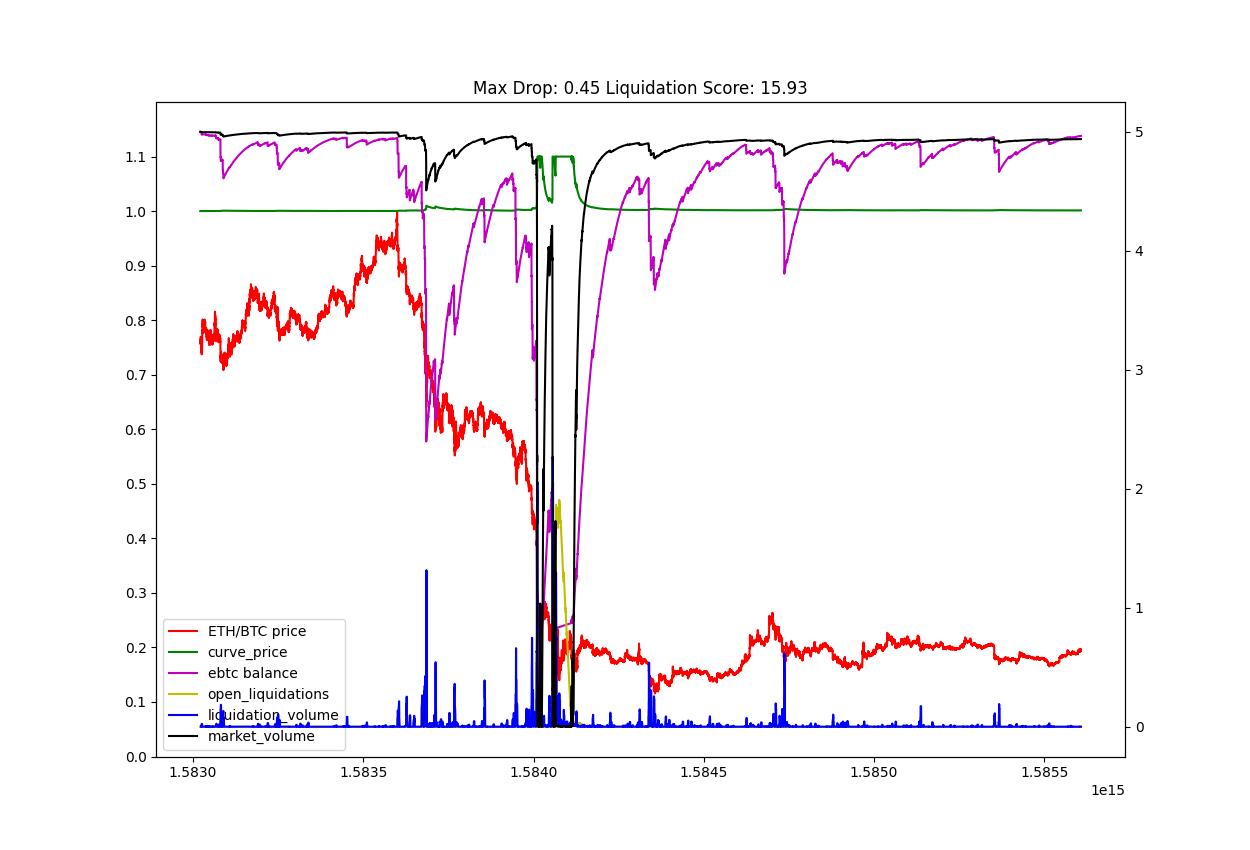 Max Drop: 0.45 Liquidation Score: 15.93
1.1
1.0
0.9
0.8
0.7
0.6
0.5
0.4
0.3
0.2
0.1
0.0
5
4
3
2
1
0
ETH/BTC price
curve_price
ebtc balance
open_liquidations
liquidation_volume
market_volume
1.5830 1.5835 1.5840 1.5845 1.5850 1.5855
1e15